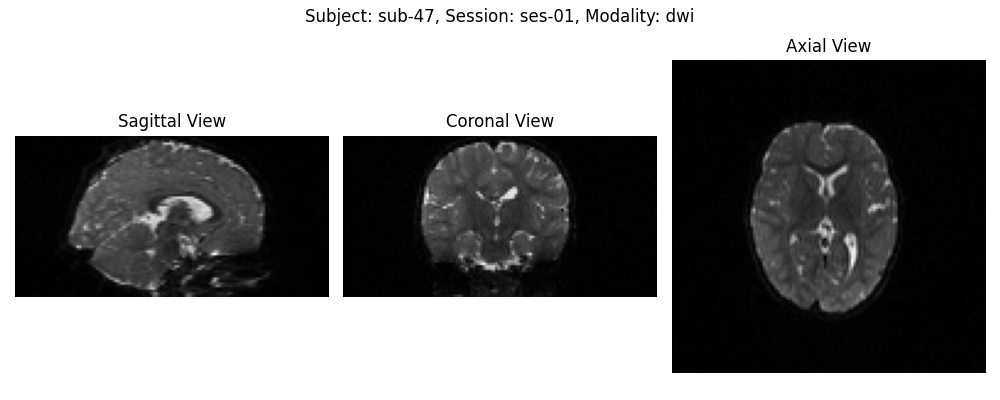 Subject: sub-47, Session: ses-01, Modality: dwi
Axial View
Sagittal View
Coronal View